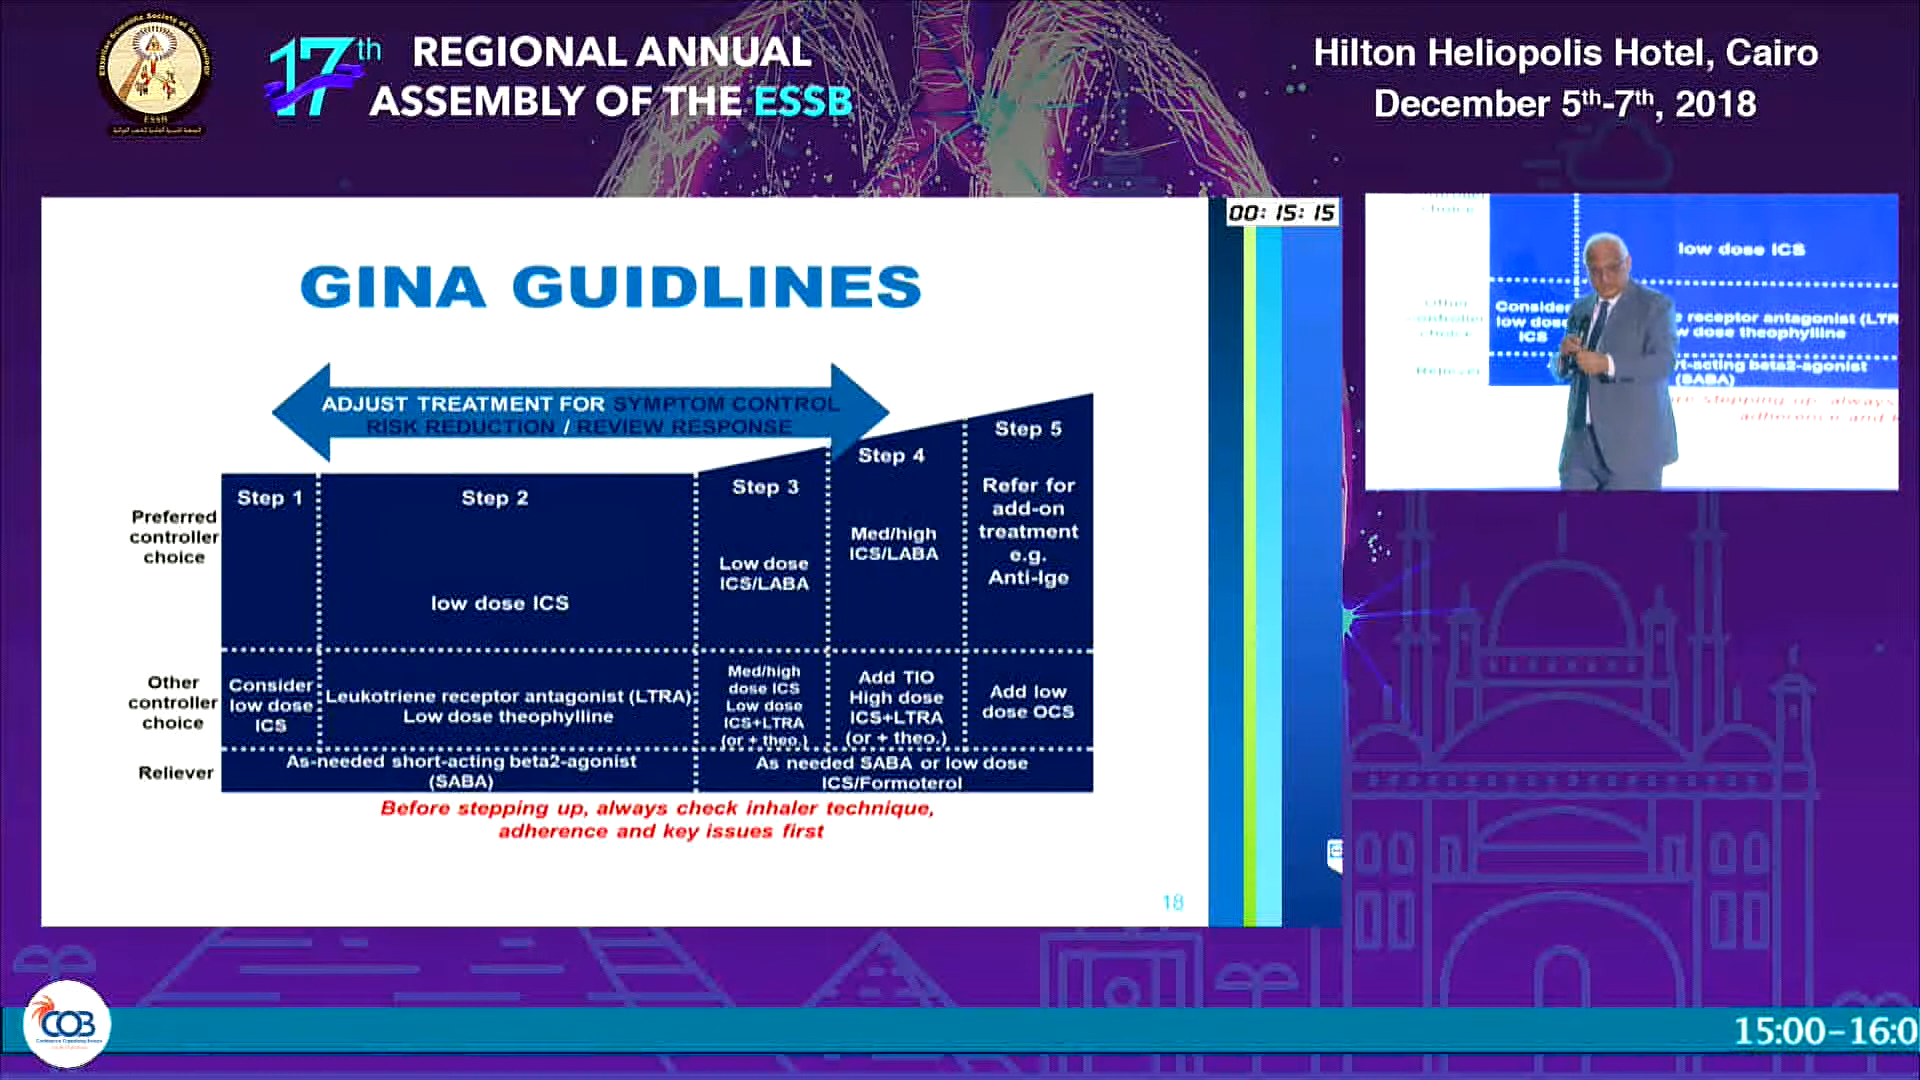 17th REGIONAL ANNUAL
ASSEMBLY OF THE ESSB
Hilton Heliopolis Hotel, Cairo
December 5th-7th, 2018
ESSB
00: 15: 15
GINA GUIDLINES
ADJUST TREATMENT FOR SYMPTOM CONTROL
RISK REDUCTION / REVIEW RESPONSE
Step 1
Step 2
Step 3
Step 4
Step 5
Preferred
controller
choice
low dose ICS
Low dose
ICS/LABA
Med/high
ICS/LABA
Refer for
add-on
treatment
e.g.
Anti-Ige
Other
controller
choice
Consider
low dose
ICS
Leukotriene receptor antagonist (LTRA)
Low dose theophylline
Med/high
dose ICS
Low dose
ICS+LTRA
(or + theo.)
Add TIO
High dose
ICS+LTRA
(or + theo.)
Add low
dose OCS
Reliever
As-needed short-acting beta2-agonist
(SABA)
As needed SABA or low dose
ICS/Formoterol
Before stepping up, always check inhaler technique,
adherence and key issues first
18
low dose ICS
Other
controller
choice
Consider
low dose
ICS
receptor antagonist (LTR
dose theophylline
Reliever
-acting beta2-agonist
(SABA)
stepping up, always
adherence and
COB
15:00-16:0